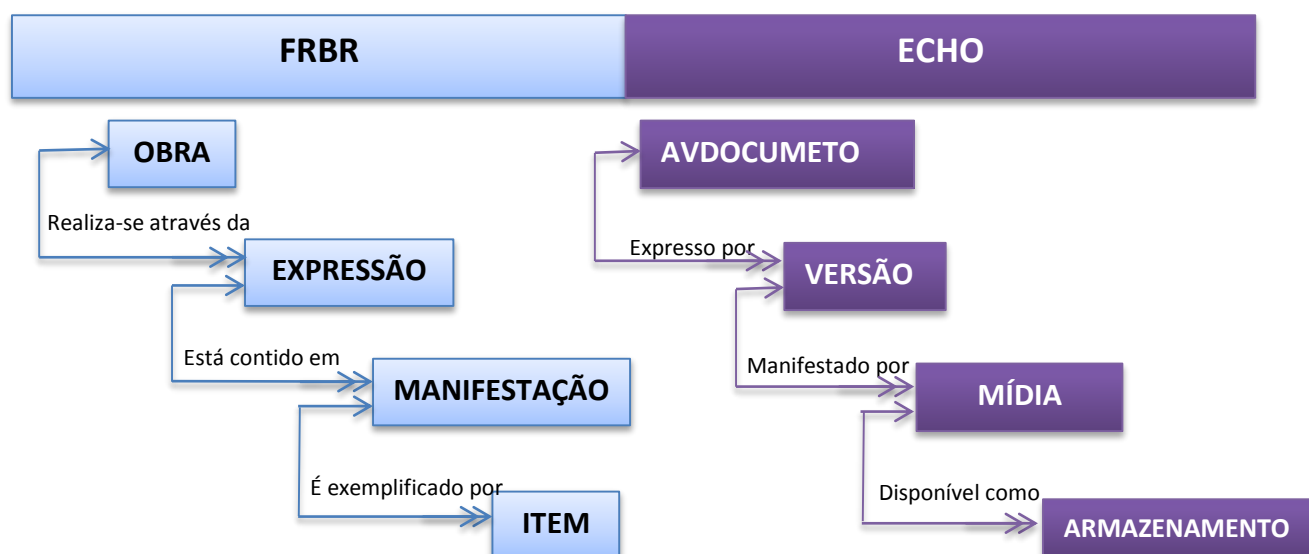 FRBR
ECHO
OBRA
Realiza-se através da
EXPRESSÃO
Está contido em
MANIFESTAÇÃO
É exemplificado por
ITEM
AVDOCUMETO
Expresso por
VERSÃO
Manifestado por
MÍDIA
Disponível como
ARMAZENAMENTO